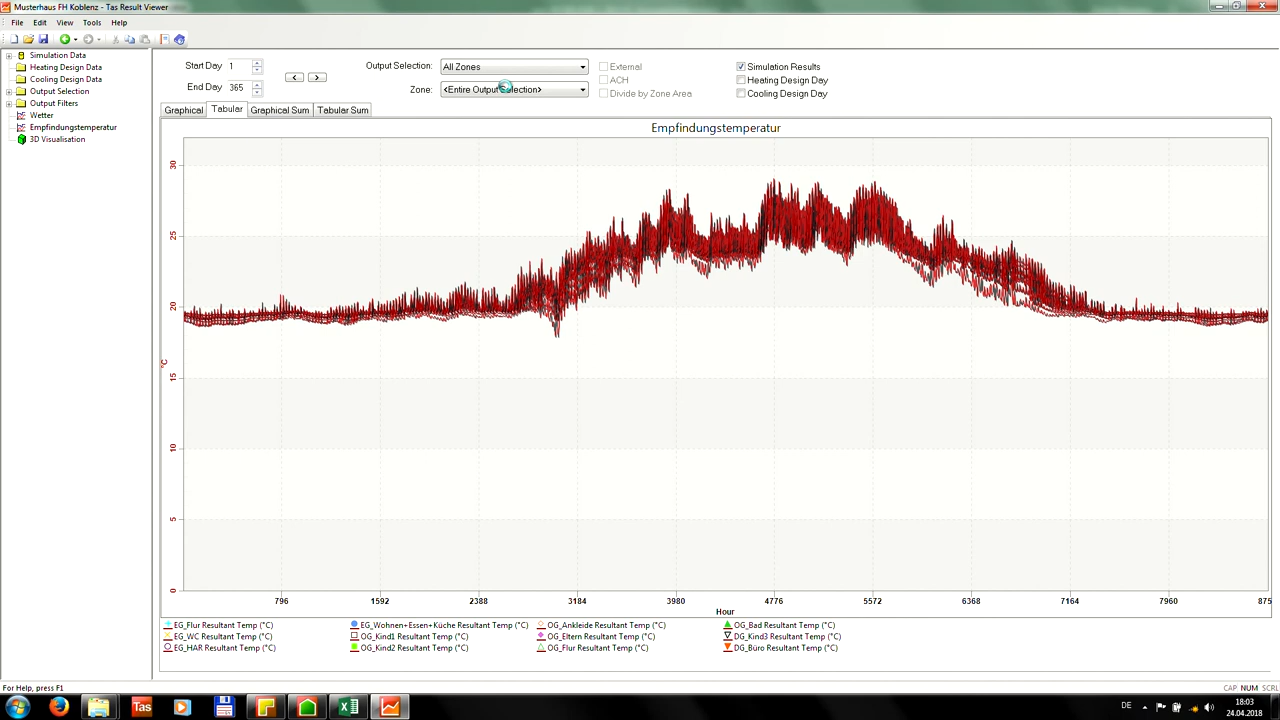 Musterhaus FH Koblenz - Tas Result Viewer
File Edit View Tools Help
Simulation Data
Heating Design Data
Cooling Design Data
Output Selection
Output Filters
Wetter
Empfindungstemperatur
3D Visualisation
Start Day 1
End Day 365
< >
Output Selection: All Zones
Zone: <Entire Output Selection>
External
ACH
Divide by Zone Area
Simulation Results
Heating Design Day
Cooling Design Day
Graphical Tabular Graphical Sum Tabular Sum
Empfindungstemperatur
30
25
20
°C
15
10
5
0
796 1592 2388 3184 3980 4776 5572 6368 7164 7960 875
Hour
EG_Flur Resultant Temp (°C) EG_Wohnen+Essen+Küche Resultant Temp (°C) OG_Ankleide Resultant Temp (°C) OG_Bad Resultant Temp (°C)
EG_WC Resultant Temp (°C) OG_Kind1 Resultant Temp (°C) OG_Eltern Resultant Temp (°C) DG_Kind3 Resultant Temp (°C)
EG_HAR Resultant Temp (°C) OG_Kind2 Resultant Temp (°C) OG_Flur Resultant Temp (°C) DG_Büro Resultant Temp (°C)
For Help, press F1
CAP NUM SCRL
Tas
DE
18:03
24.04.2018